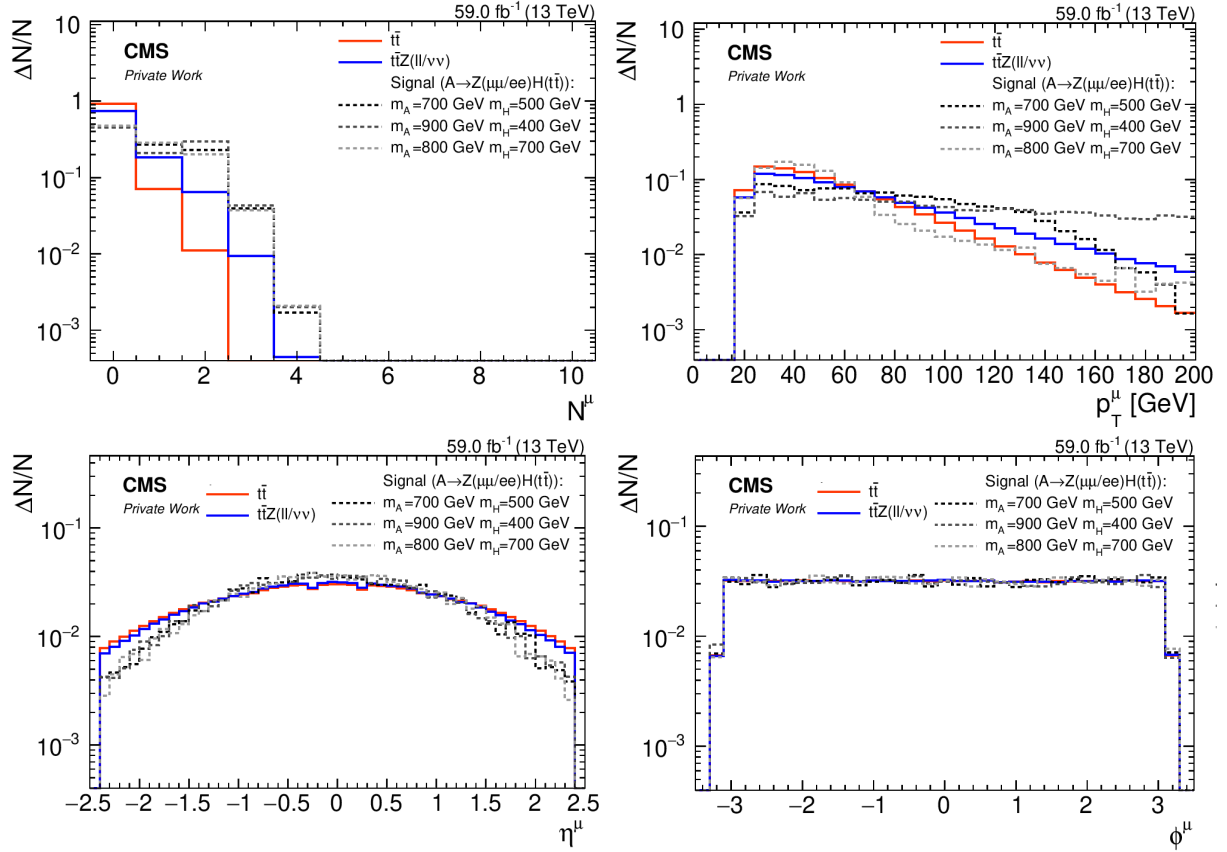 59.0 fb⁻¹ (13 TeV)
ΔN/N
CMS
Private Work
tt̄
tt̄Z(ll/νν)
Signal (A→Z(μμ/ee)H(tt̄)):
m_A=700 GeV m_H=500 GeV
m_A=900 GeV m_H=400 GeV
m_A=800 GeV m_H=700 GeV
10
1
10⁻¹
10⁻²
10⁻³
0 2 4 6 8 10
N^μ
59.0 fb⁻¹ (13 TeV)
ΔN/N
CMS
Private Work
tt̄
tt̄Z(ll/νν)
Signal (A→Z(μμ/ee)H(tt̄)):
m_A=700 GeV m_H=500 GeV
m_A=900 GeV m_H=400 GeV
m_A=800 GeV m_H=700 GeV
10
1
10⁻¹
10⁻²
10⁻³
0 20 40 60 80 100 120 140 160 180 200
p_T^μ [GeV]
59.0 fb⁻¹ (13 TeV)
ΔN/N
CMS
Private Work
tt̄
tt̄Z(ll/νν)
Signal (A→Z(μμ/ee)H(tt̄)):
m_A=700 GeV m_H=500 GeV
m_A=900 GeV m_H=400 GeV
m_A=800 GeV m_H=700 GeV
10⁻¹
10⁻²
10⁻³
−2.5 −2 −1.5 −1 −0.5 0 0.5 1 1.5 2 2.5
η^μ
59.0 fb⁻¹ (13 TeV)
ΔN/N
CMS
Private Work
tt̄
tt̄Z(ll/νν)
Signal (A→Z(μμ/ee)H(tt̄)):
m_A=700 GeV m_H=500 GeV
m_A=900 GeV m_H=400 GeV
m_A=800 GeV m_H=700 GeV
10⁻¹
10⁻²
10⁻³
−3 −2 −1 0 1 2 3
ϕ^μ